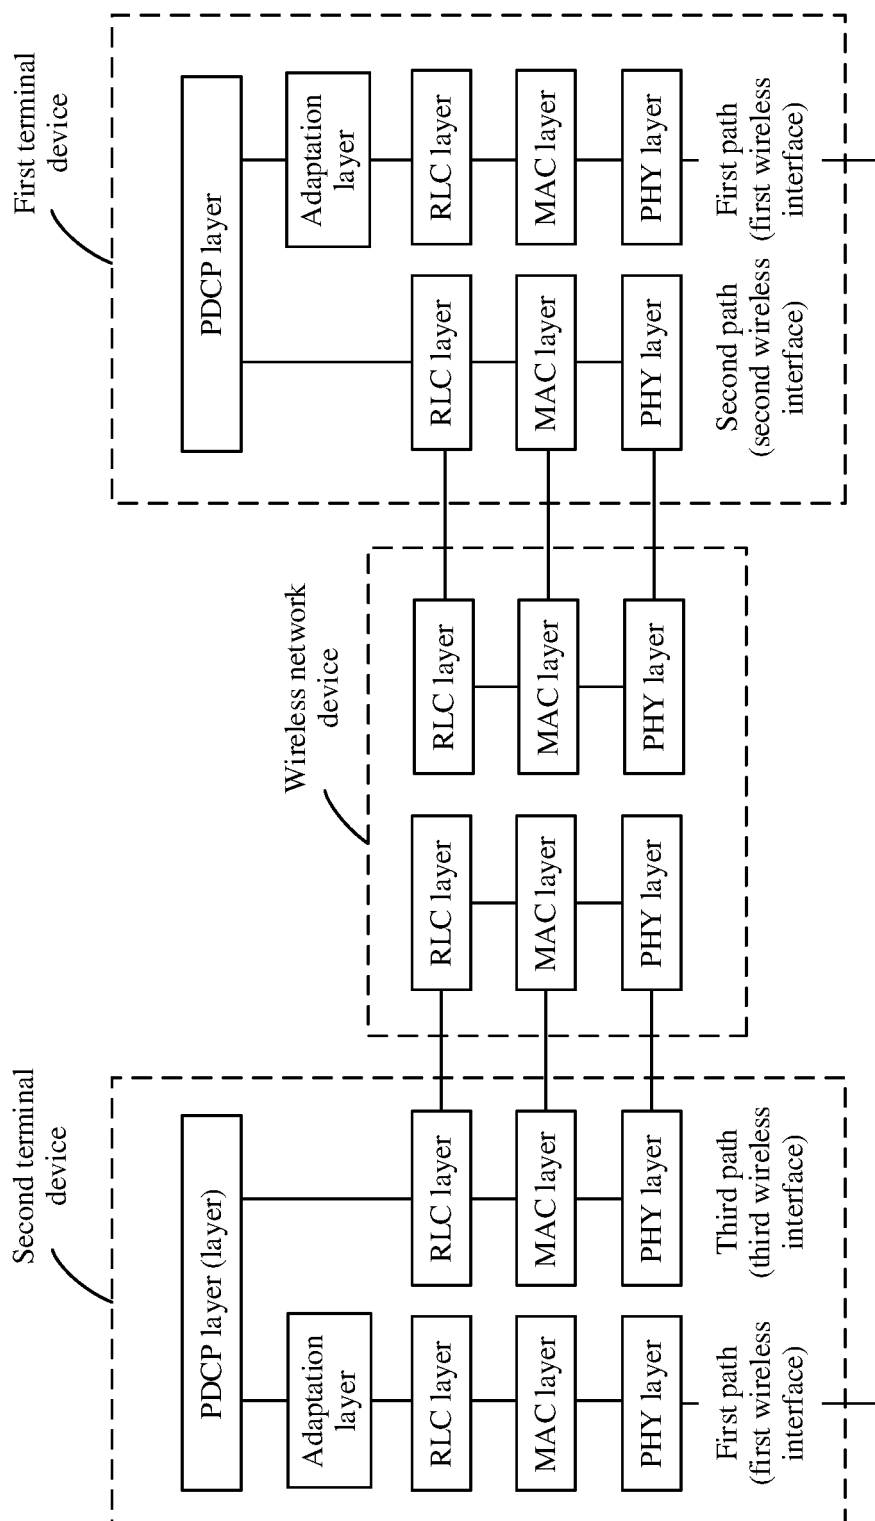 Second terminal
device
PDCP layer (layer)
Adaptation
layer
RLC layer
MAC layer
PHY layer
First path
(first wireless
interface)
RLC layer
MAC layer
PHY layer
Third path
(third wireless
interface)
Wireless network
device
RLC layer
MAC layer
PHY layer
RLC layer
MAC layer
PHY layer
First terminal
device
PDCP layer
RLC layer
MAC layer
PHY layer
Second path
(second wireless
interface)
Adaptation
layer
RLC layer
MAC layer
PHY layer
First path
(first wireless
interface)